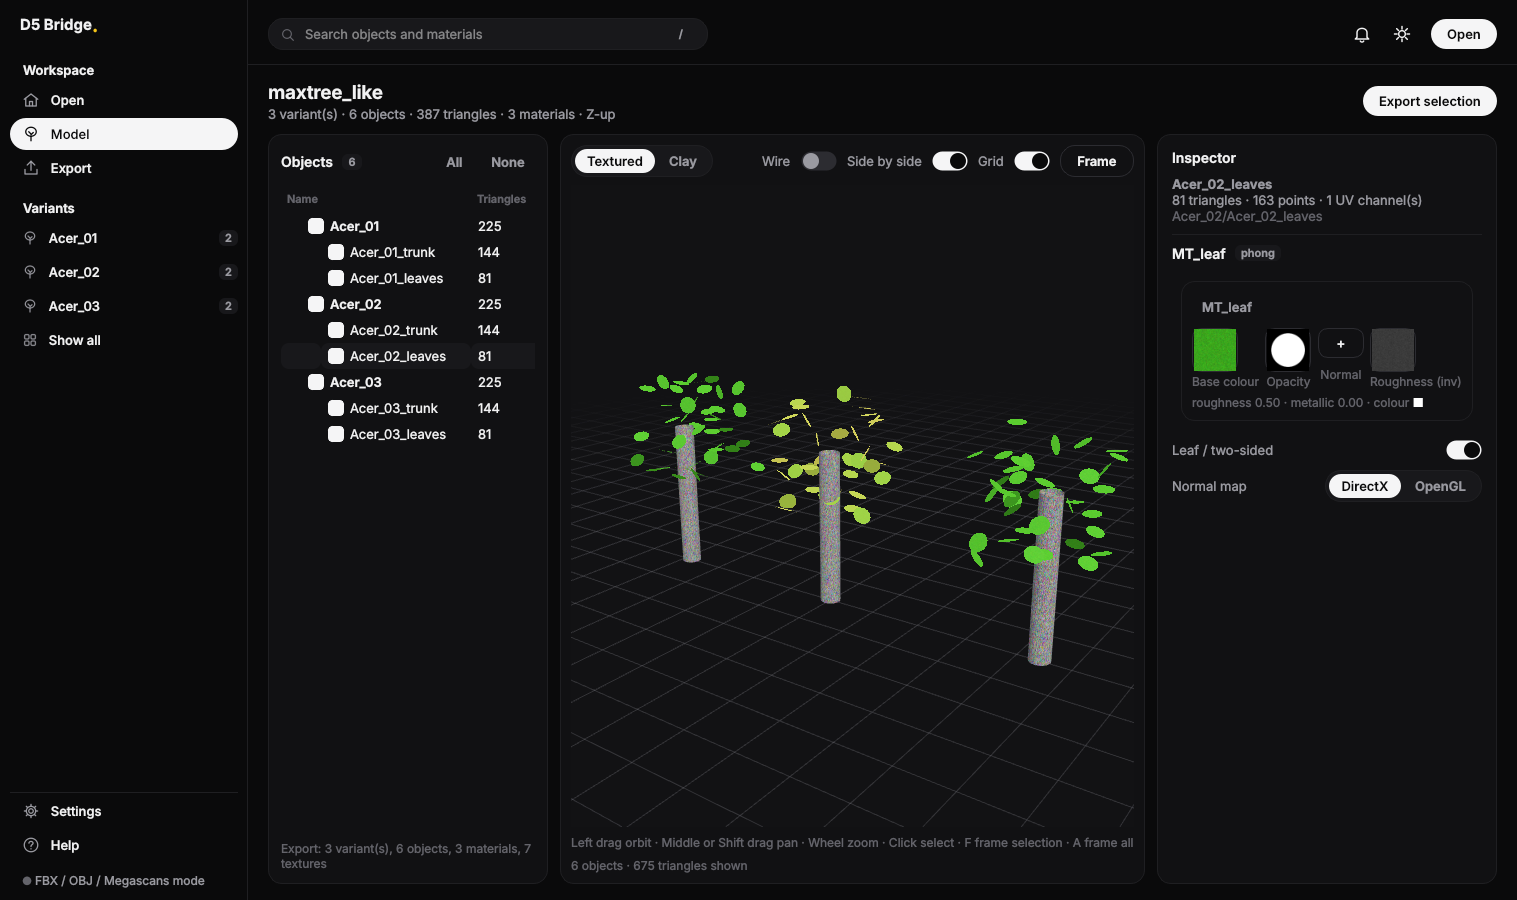 D5 Bridge.
Search objects and materials
/
Open
Workspace
Open
Model
Export
Variants
Acer_01
2
Acer_02
2
Acer_03
2
Show all
Settings
Help
FBX / OBJ / Megascans mode
maxtree_like
3 variant(s) · 6 objects · 387 triangles · 3 materials · Z-up
Export selection
Objects 6
All
None
Name
Triangles
Acer_01 225
Acer_01_trunk 144
Acer_01_leaves 81
Acer_02 225
Acer_02_trunk 144
Acer_02_leaves 81
Acer_03 225
Acer_03_trunk 144
Acer_03_leaves 81
Export: 3 variant(s), 6 objects, 3 materials, 7
textures
Textured
Clay
Wire
Side by side
Grid
Frame
Left drag orbit · Middle or Shift drag pan · Wheel zoom · Click select · F frame selection · A frame all
6 objects · 675 triangles shown
Inspector
Acer_02_leaves
81 triangles · 163 points · 1 UV channel(s)
Acer_02/Acer_02_leaves
MT_leaf phong
MT_leaf
+
Base colour
Opacity
Normal
Roughness (inv)
roughness 0.50 · metallic 0.00 · colour
Leaf / two-sided
Normal map
DirectX
OpenGL